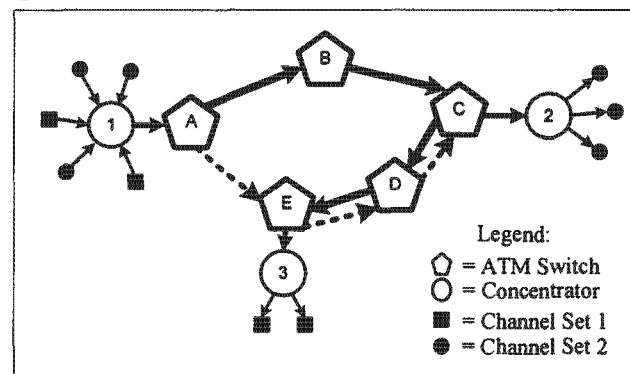 B
1
A
C
2
E
D
3
Legend:
= ATM Switch
= Concentrator
= Channel Set 1
= Channel Set 2